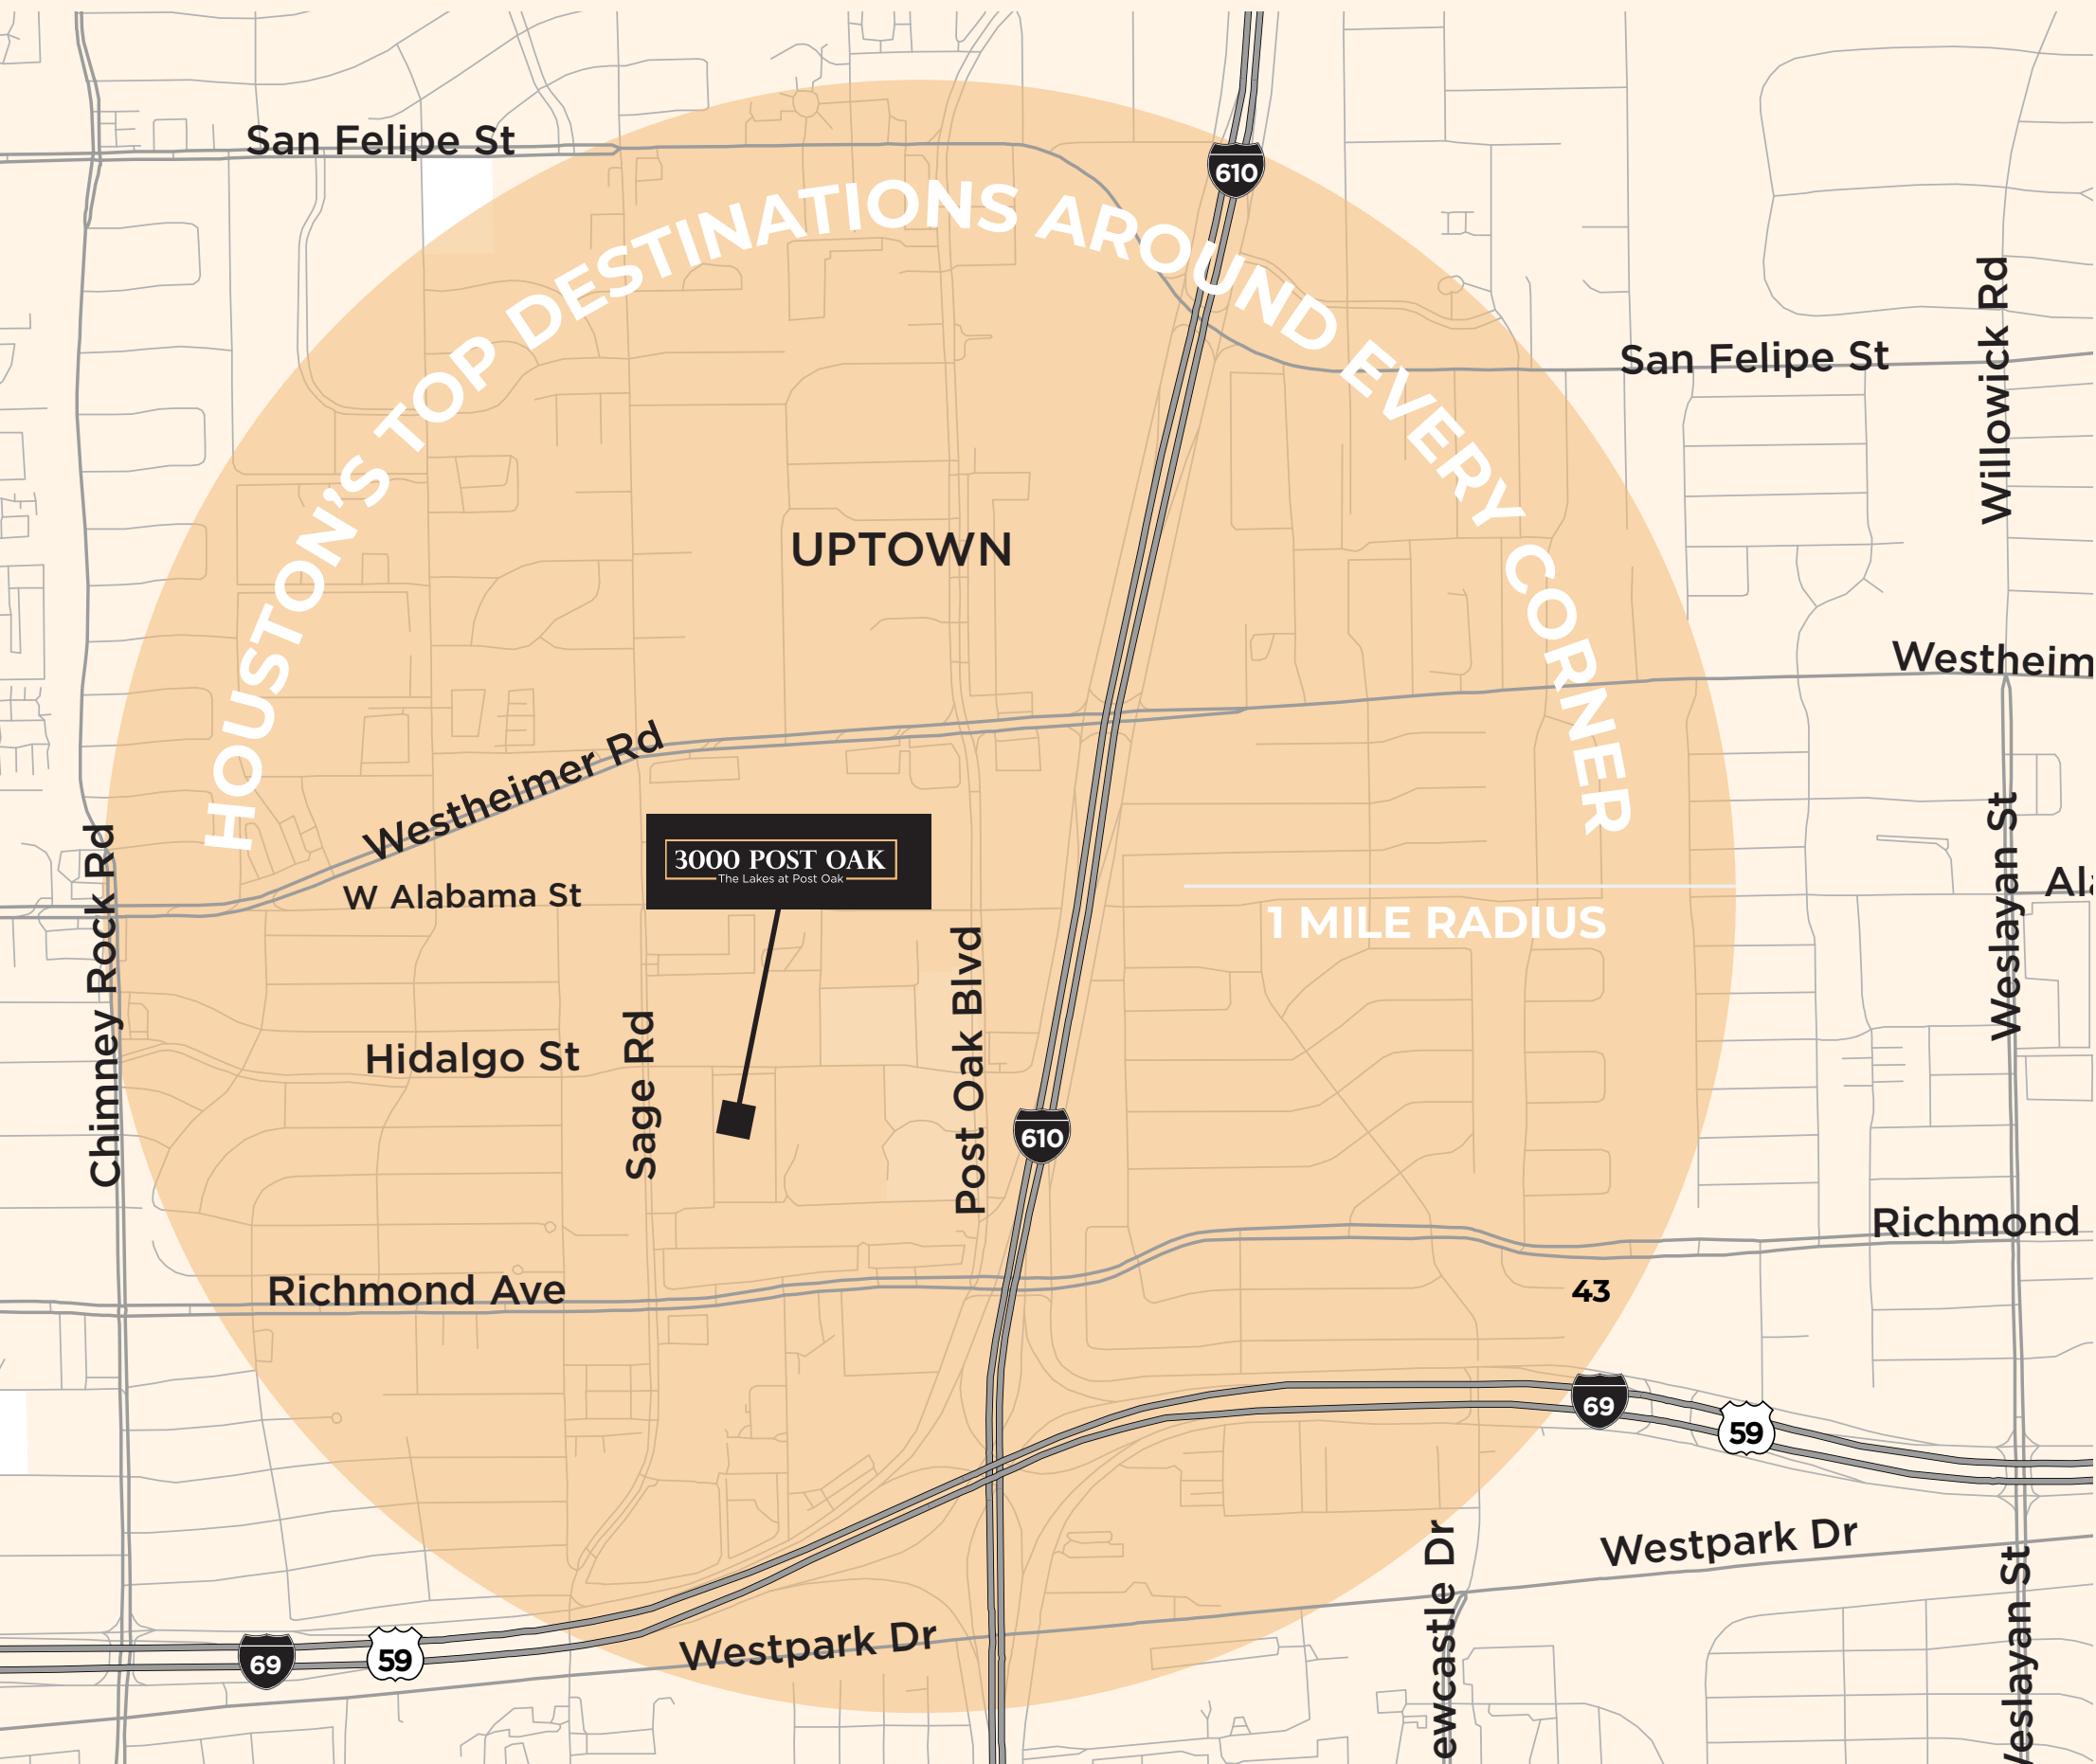 San Felipe St
610
HOUSTON'S TOP DESTINATIONS AROUND EVERY CORNER
Willowick Rd
San Felipe St
UPTOWN
Westheim
Westheimer Rd
3000 POST OAK
The Lakes at Post Oak
W Alabama St
1 MILE RADIUS
Weslayan St
Chimney Rock Rd
Hidalgo St
Sage Rd
Post Oak Blvd
610
Richmond
Richmond Ave
43
69
59
Westpark Dr
ewcastle Dr
eslayan St
Westpark Dr
69
59